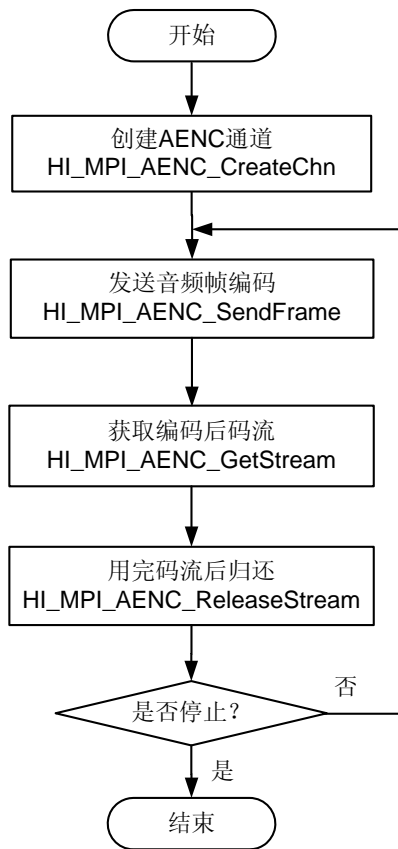 开始
创建AENC通道
HI_MPI_AENC_CreateChn
发送音频帧编码
HI_MPI_AENC_SendFrame
获取编码后码流
HI_MPI_AENC_GetStream
用完码流后归还
HI_MPI_AENC_ReleaseStream
是否停止？
否
是
结束